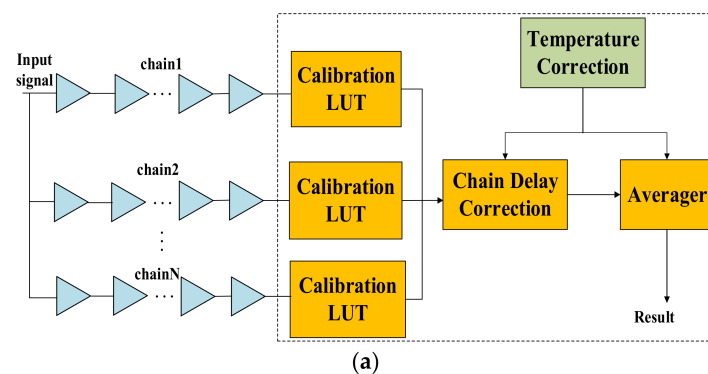 Input
signal
chain1
Calibration
LUT
Temperature
Correction
chain2
Calibration
LUT
Chain Delay
Correction
Averager
chainN
Calibration
LUT
Result
(a)